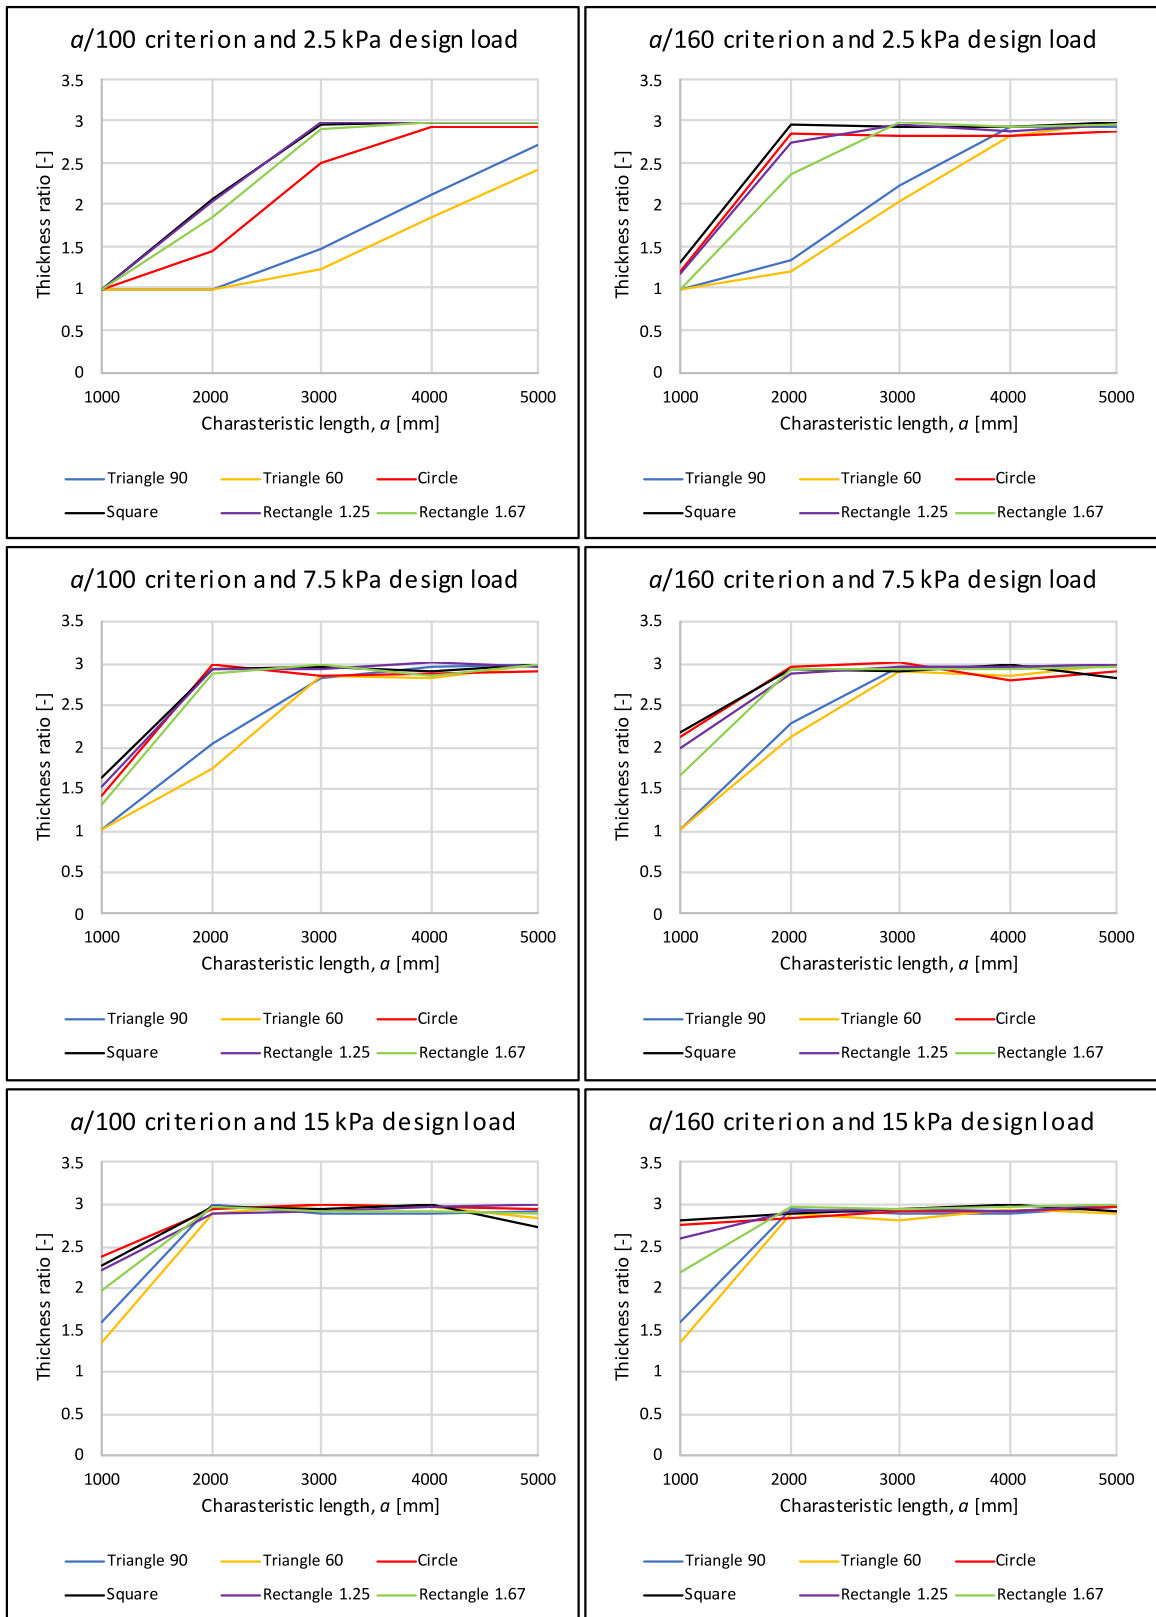 a/100 criterion and 2.5 kPa design load
3.5
3
2.5
2
1.5
1
0.5
0
Thickness ratio [-]
1000 2000 3000 4000 5000
Charasteristic length, a [mm]
Triangle 90 Triangle 60 Circle
Square Rectangle 1.25 Rectangle 1.67
a/160 criterion and 2.5 kPa design load
3.5
3
2.5
2
1.5
1
0.5
0
Thickness ratio [-]
1000 2000 3000 4000 5000
Charasteristic length, a [mm]
Triangle 90 Triangle 60 Circle
Square Rectangle 1.25 Rectangle 1.67
a/100 criterion and 7.5 kPa design load
3.5
3
2.5
2
1.5
1
0.5
0
Thickness ratio [-]
1000 2000 3000 4000 5000
Charasteristic length, a [mm]
Triangle 90 Triangle 60 Circle
Square Rectangle 1.25 Rectangle 1.67
a/160 criterion and 7.5 kPa design load
3.5
3
2.5
2
1.5
1
0.5
0
Thickness ratio [-]
1000 2000 3000 4000 5000
Charasteristic length, a [mm]
Triangle 90 Triangle 60 Circle
Square Rectangle 1.25 Rectangle 1.67
a/100 criterion and 15 kPa design load
3.5
3
2.5
2
1.5
1
0.5
0
Thickness ratio [-]
1000 2000 3000 4000 5000
Charasteristic length, a [mm]
Triangle 90 Triangle 60 Circle
Square Rectangle 1.25 Rectangle 1.67
a/160 criterion and 15 kPa design load
3.5
3
2.5
2
1.5
1
0.5
0
Thickness ratio [-]
1000 2000 3000 4000 5000
Charasteristic length, a [mm]
Triangle 90 Triangle 60 Circle
Square Rectangle 1.25 Rectangle 1.67